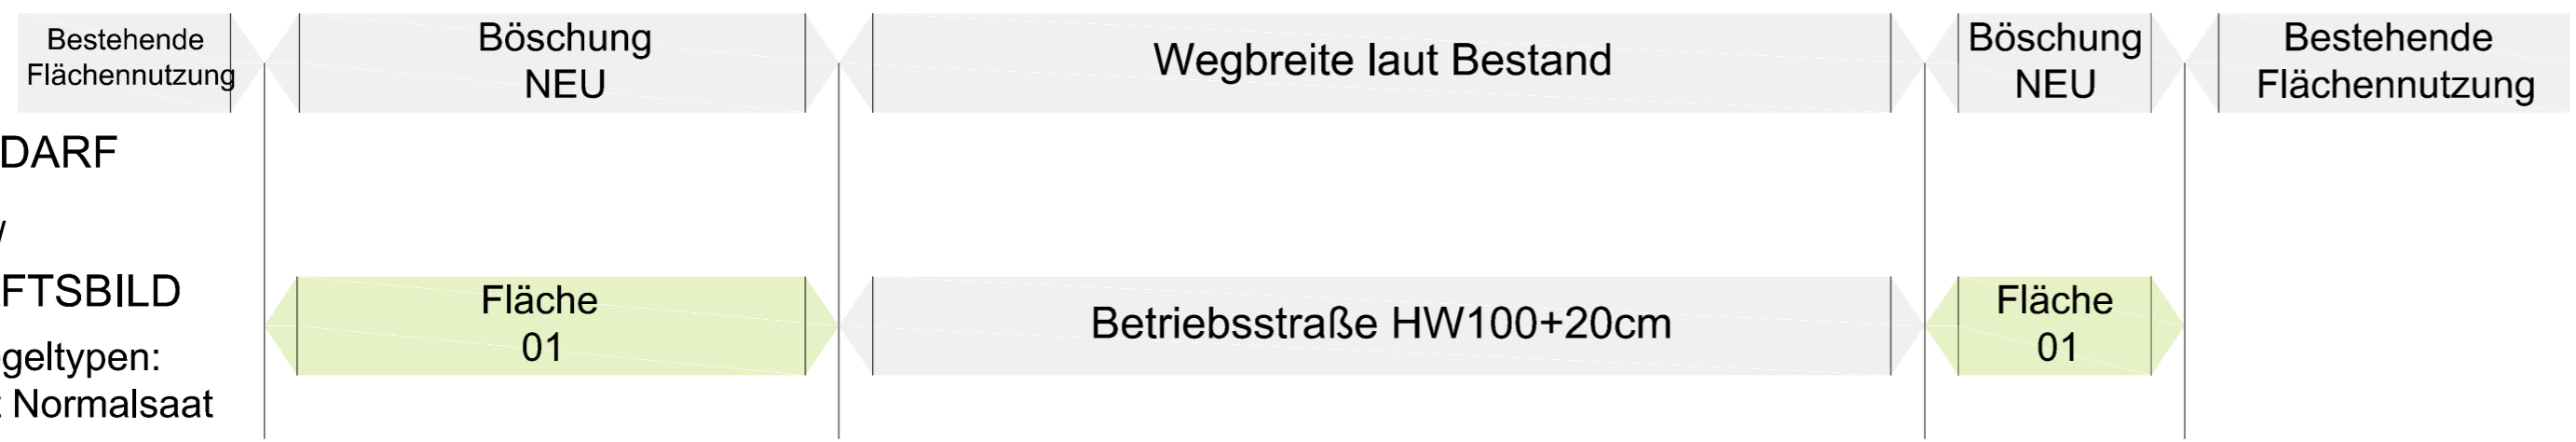 Bestehende
Flächennutzung
Böschung
NEU
Wegbreite laut Bestand
Böschung
NEU
Bestehende
Flächennutzung
DARF
FTSBILD
Fläche
01
Betriebsstraße HW100+20cm
Fläche
01
geltypen:
Normalsaat